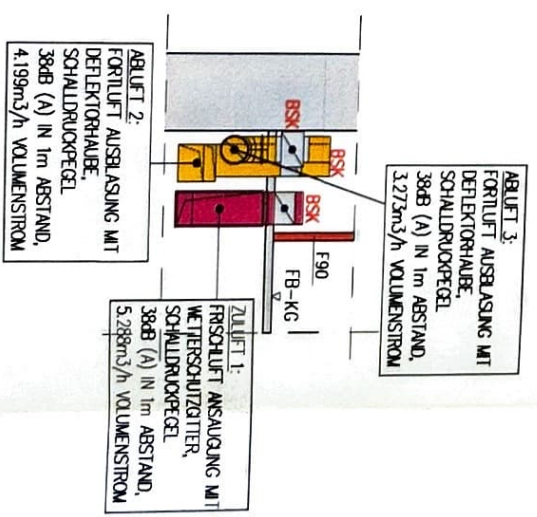 ABLUFT 3:
FORTLUFT AUSBLASUNG MIT
DEFLEKTORHAUBE,
SCHALLDRUCKPEGEL
38dB (A) IN 1m ABSTAND,
3.273m3/h VOLUMENSTROM
BSK
BSK
BSK
F90
FB-KG
ABLUFT 2:
FORTLUFT AUSBLASUNG MIT
DEFLEKTORHAUBE,
SCHALLDRUCKPEGEL
38dB (A) IN 1m ABSTAND,
4.199m3/h VOLUMENSTROM
ZULUFT 1:
FRISCHLUFT ANSAUGUNG MIT
WETTERSCHUTZGITTER,
SCHALLDRUCKPEGEL
38dB (A) IN 1m ABSTAND,
5.288m3/h VOLUMENSTROM